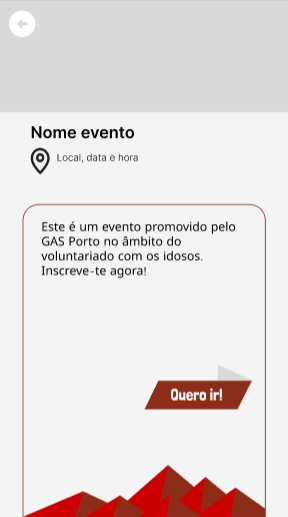 Nome evento
Local, data e hora
Este é um evento promovido pelo
GAS Porto no âmbito do
voluntariado com os idosos.
Inscreve-te agora!
Quero ir!